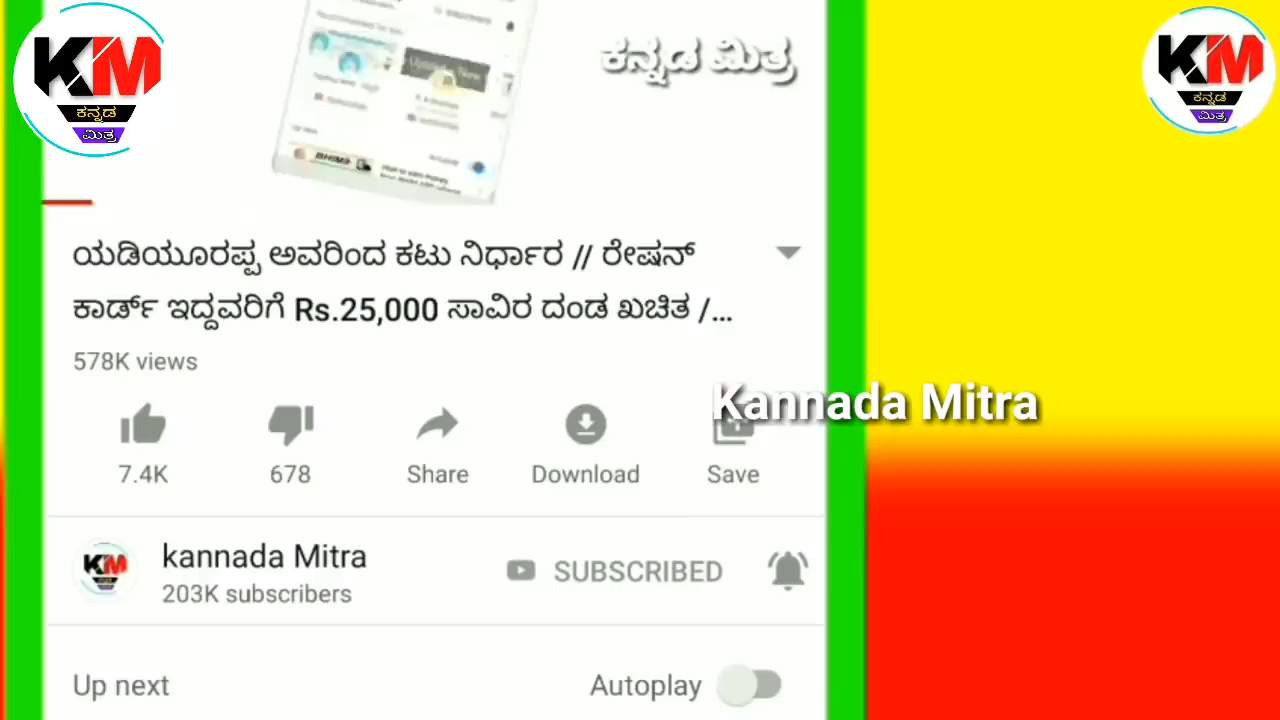 KM
ಕನ್ನಡ
ಮಿತ್ರ
ಕನ್ನಡ ಮಿತ್ರ
KM
ಕನ್ನಡ
ಮಿತ್ರ
ಯಡಿಯೂರಪ್ಪ ಅವರಿಂದ ಕಟು ನಿರ್ಧಾರ // ರೇಷನ್
ಕಾರ್ಡ್ ಇದ್ದವರಿಗೆ Rs.25,000 ಸಾವಿರ ದಂಡ ಖಚಿತ /...
578K views
Kannada Mitra
7.4K 678 Share Download Save
KM
kannada Mitra
203K subscribers
SUBSCRIBED
Up next Autoplay